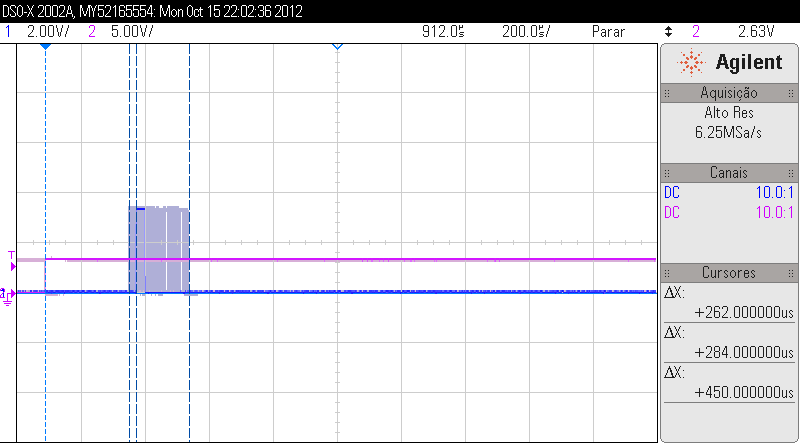 DSO-X 2002A, MY52165554: Mon Oct 15 22:02:36 2012
1 2.00V/ 2 5.00V/ 912.0s 200.0s/ Parar 2 2.63V
Agilent
Aquisição
Alto Res
6.25MSa/s
Canais
DC 10.0:1
DC 10.0:1
Cursores
ΔX:
+262.000000us
ΔX:
+284.000000us
ΔX:
+450.000000us
T
2